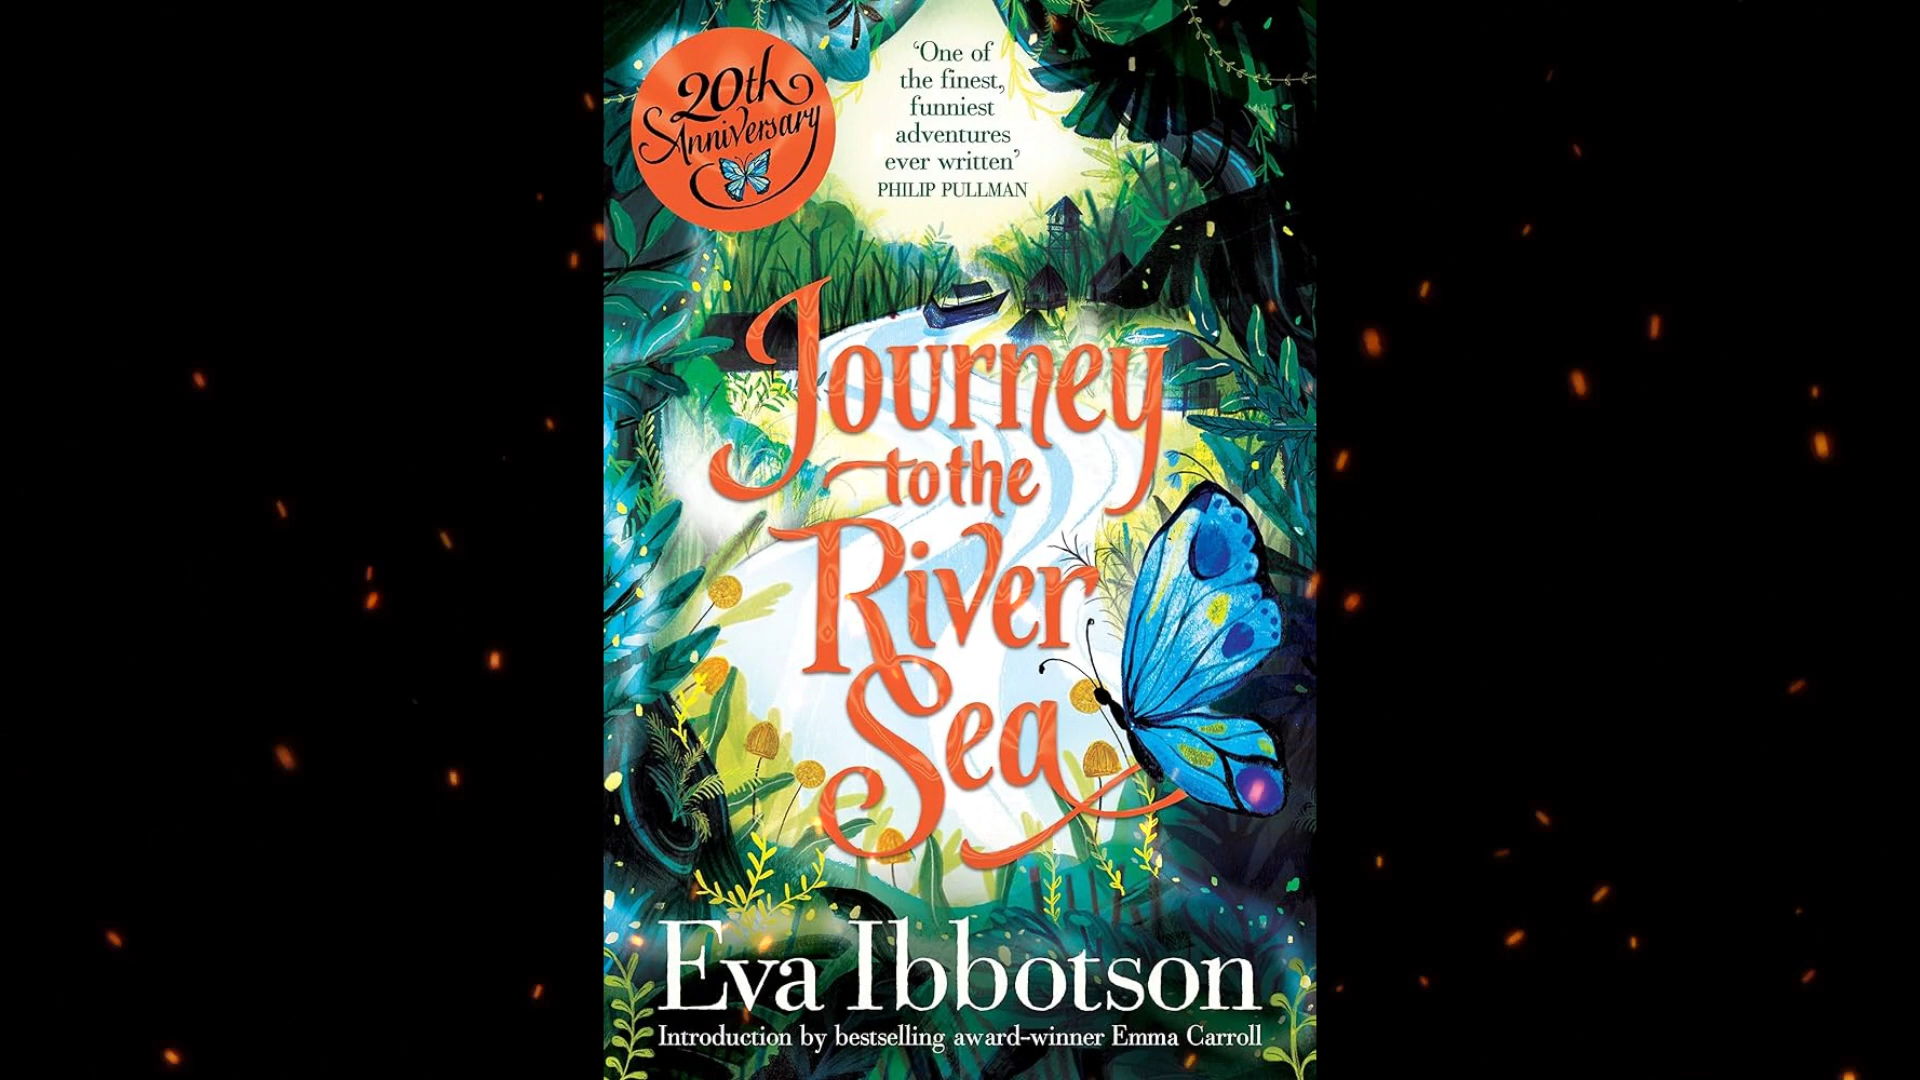 20th
Anniversary
‘One of
the finest,
funniest
adventures
ever written’
PHILIP PULLMAN
Journey
to the
River
Sea
Eva Ibbotson
Introduction by bestselling award-winner Emma Carroll